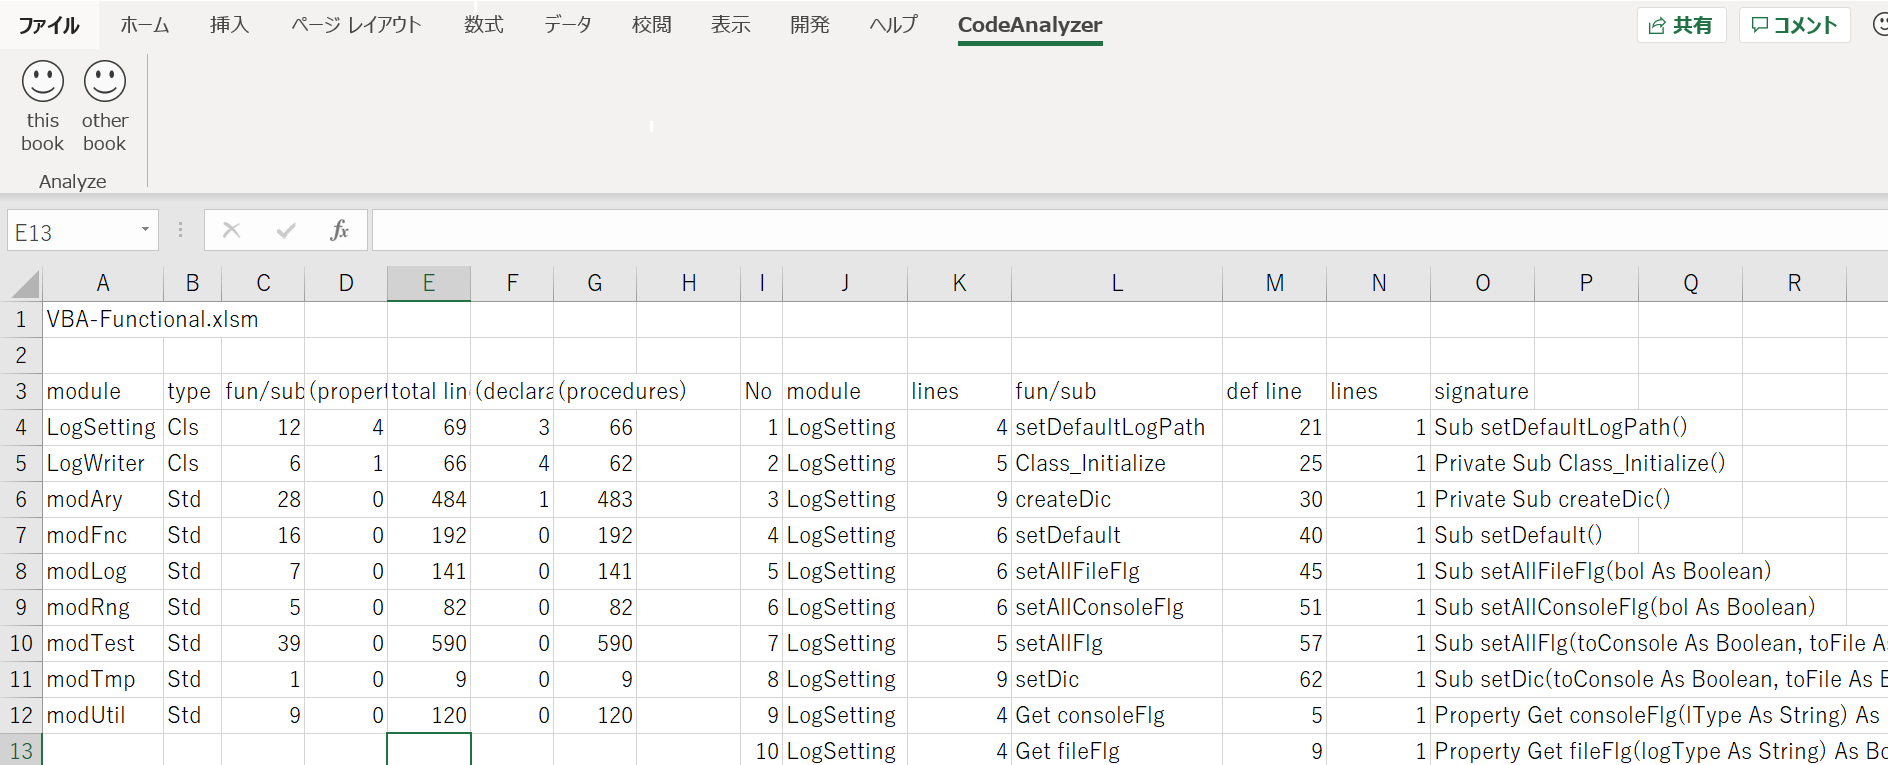 ファイル ホーム 挿入 ページ レイアウト 数式 データ 校閲 表示 開発 ヘルプ CodeAnalyzer 共有 コメント
this book
other book
Analyze
E13 fx
A B C D E F G H I J K L M N O P Q R
1 VBA-Functional.xlsm
2
3 module type fun/sub (propert total lin (declara (procedures) No module lines fun/sub def line lines signature
4 LogSetting Cls 12 4 69 3 66 1 LogSetting 4 setDefaultLogPath 21 1 Sub setDefaultLogPath()
5 LogWriter Cls 6 1 66 4 62 2 LogSetting 5 Class_Initialize 25 1 Private Sub Class_Initialize()
6 modAry Std 28 0 484 1 483 3 LogSetting 9 createDic 30 1 Private Sub createDic()
7 modFnc Std 16 0 192 0 192 4 LogSetting 6 setDefault 40 1 Sub setDefault()
8 modLog Std 7 0 141 0 141 5 LogSetting 6 setAllFileFlg 45 1 Sub setAllFileFlg(bol As Boolean)
9 modRng Std 5 0 82 0 82 6 LogSetting 6 setAllConsoleFlg 51 1 Sub setAllConsoleFlg(bol As Boolean)
10 modTest Std 39 0 590 0 590 7 LogSetting 5 setAllFlg 57 1 Sub setAllFlg(toConsole As Boolean, toFile As
11 modTmp Std 1 0 9 0 9 8 LogSetting 9 setDic 62 1 Sub setDic(toConsole As Boolean, toFile As B
12 modUtil Std 9 0 120 0 120 9 LogSetting 4 Get consoleFlg 5 1 Property Get consoleFlg(lType As String) As
13 10 LogSetting 4 Get fileFlg 9 1 Property Get fileFlg(logType As String) As Bo